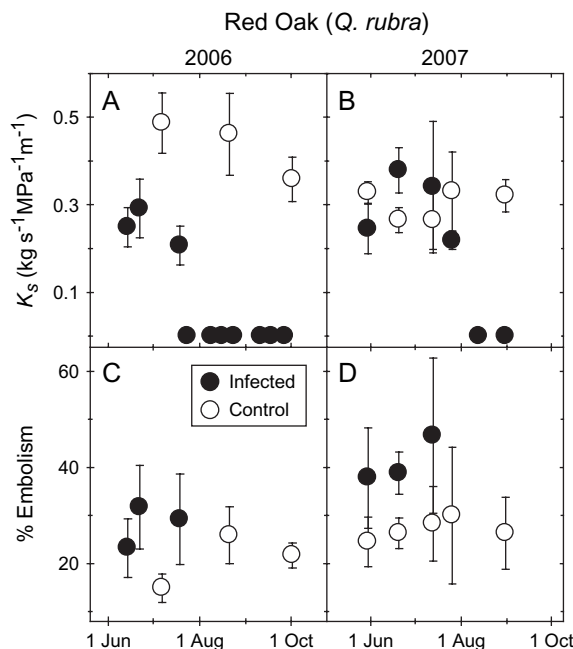 Red Oak (Q. rubra)
2006 2007
A B
0.5
0.3
0.1
Ks (kg s⁻¹MPa⁻¹m⁻¹)
C D
Infected
Control
60
40
20
% Embolism
1 Jun 1 Aug 1 Oct 1 Jun 1 Aug 1 Oct